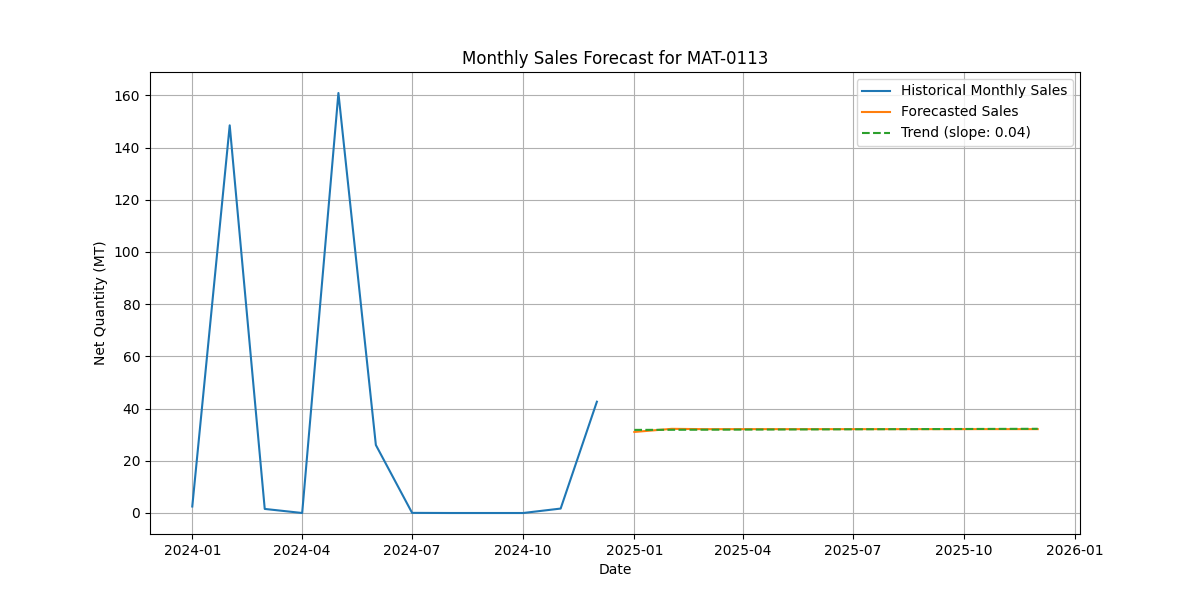 Monthly Sales Forecast for MAT-0113
Historical Monthly Sales
Forecasted Sales
Trend (slope: 0.04)
Net Quantity (MT)
160
140
120
100
80
60
40
20
0
2024-01 2024-04 2024-07 2024-10 2025-01 2025-04 2025-07 2025-10 2026-01
Date